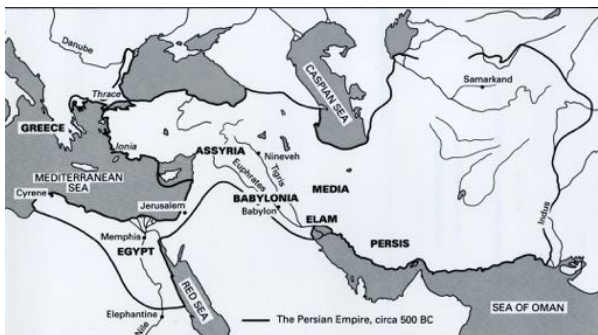 Danube
Thrace
GREECE
Ionia
MEDITERRANEAN
SEA
Cyrene
Jerusalem
Memphis
EGYPT
Elephantine
Nile
RED SEA
ASSYRIA
Nineveh
Euphrates
Tigris
BABYLONIA
Babylon
CASPIAN SEA
MEDIA
ELAM
PERSIS
Samarkand
Indus
SEA OF OMAN
The Persian Empire, circa 500 BC